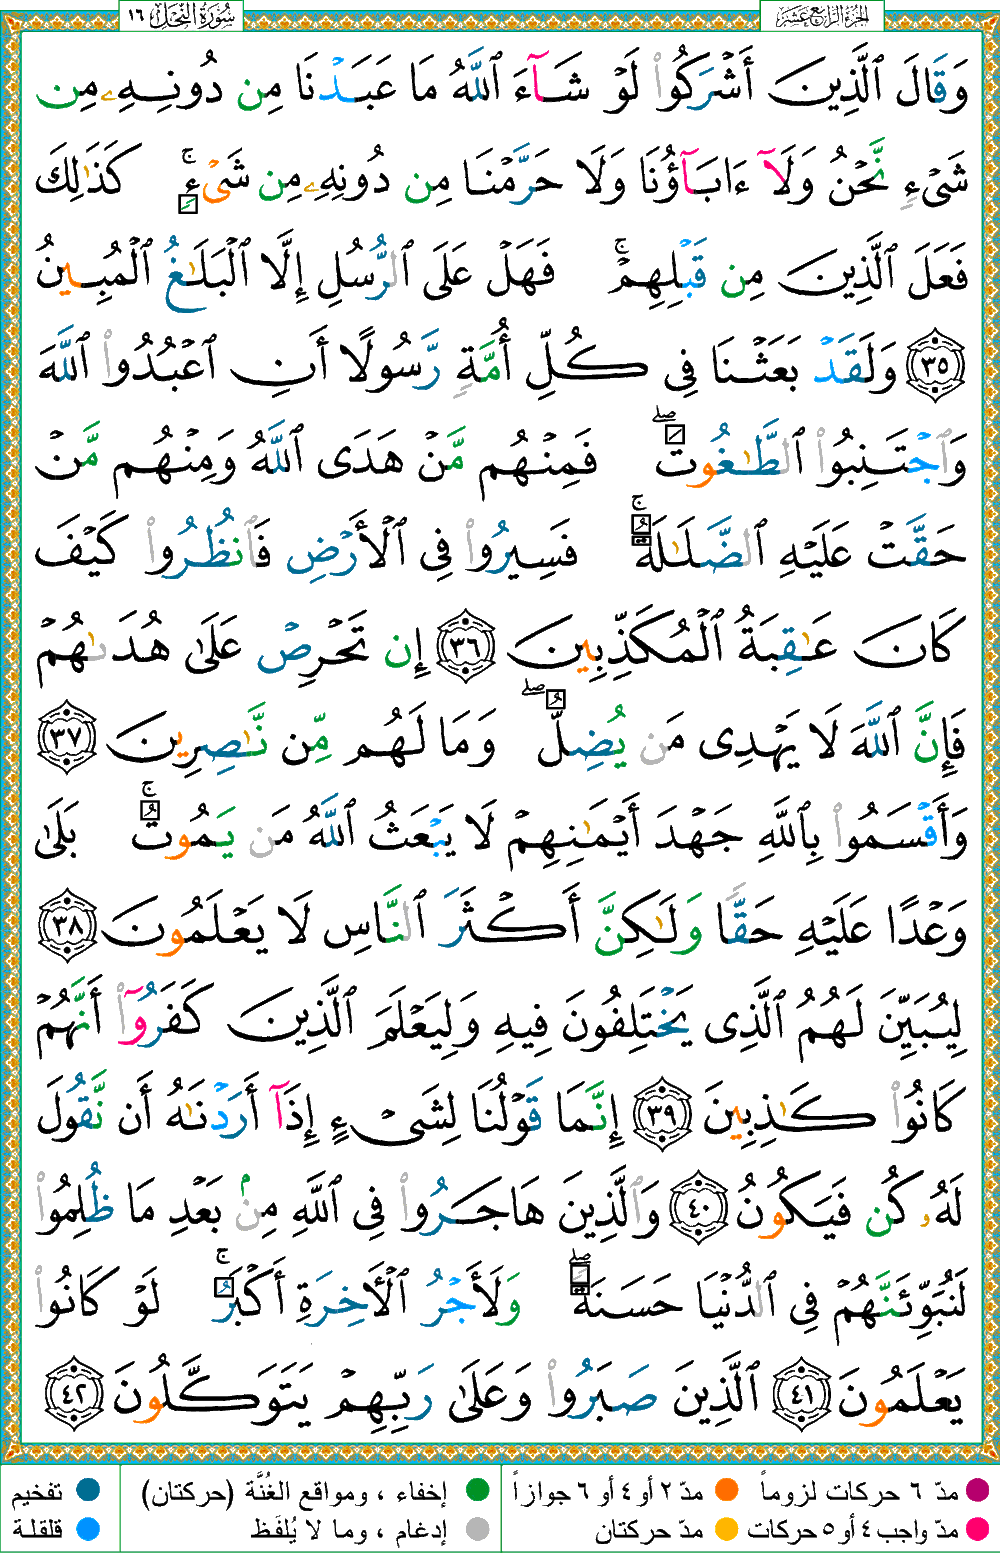 الجزء الرابع عشر
سورة النحل ١٦
وَقَالَ ٱلَّذِينَ أَشْرَكُوا۟ لَوْ شَآءَ ٱللَّهُ مَا عَبَدْنَا مِن دُونِهِۦ مِن
شَىْءٍ نَّحْنُ وَلَآ ءَابَآؤُنَا وَلَا حَرَّمْنَا مِن دُونِهِۦ مِن شَىْءٍ ۚ كَذَٰلِكَ
فَعَلَ ٱلَّذِينَ مِن قَبْلِهِمْ ۚ فَهَلْ عَلَى ٱلرُّسُلِ إِلَّا ٱلْبَلَٰغُ ٱلْمُبِينُ
٣٥ وَلَقَدْ بَعَثْنَا فِى كُلِّ أُمَّةٍ رَّسُولًا أَنِ ٱعْبُدُوا۟ ٱللَّهَ
وَٱجْتَنِبُوا۟ ٱلطَّٰغُوتَ ۖ فَمِنْهُم مَّنْ هَدَى ٱللَّهُ وَمِنْهُم مَّنْ
حَقَّتْ عَلَيْهِ ٱلضَّلَٰلَةُ ۚ فَسِيرُوا۟ فِى ٱلْأَرْضِ فَٱنظُرُوا۟ كَيْفَ
كَانَ عَٰقِبَةُ ٱلْمُكَذِّبِينَ ٣٦ إِن تَحْرِصْ عَلَىٰ هُدَىٰهُمْ
فَإِنَّ ٱللَّهَ لَا يَهْدِى مَن يُضِلُّ ۖ وَمَا لَهُم مِّن نَّٰصِرِينَ ٣٧
وَأَقْسَمُوا۟ بِٱللَّهِ جَهْدَ أَيْمَٰنِهِمْ لَا يَبْعَثُ ٱللَّهُ مَن يَمُوتُ ۚ بَلَىٰ
وَعْدًا عَلَيْهِ حَقًّا وَلَٰكِنَّ أَكْثَرَ ٱلنَّاسِ لَا يَعْلَمُونَ ٣٨
لِيُبَيِّنَ لَهُمُ ٱلَّذِى يَخْتَلِفُونَ فِيهِ وَلِيَعْلَمَ ٱلَّذِينَ كَفَرُوٓا۟ أَنَّهُمْ
كَانُوا۟ كَٰذِبِينَ ٣٩ إِنَّمَا قَوْلُنَا لِشَىْءٍ إِذَآ أَرَدْنَٰهُ أَن نَّقُولَ
لَهُۥ كُن فَيَكُونُ ٤٠ وَٱلَّذِينَ هَاجَرُوا۟ فِى ٱللَّهِ مِنۢ بَعْدِ مَا ظُلِمُوا۟
لَنُبَوِّئَنَّهُمْ فِى ٱلدُّنْيَا حَسَنَةً ۖ وَلَأَجْرُ ٱلْـَٔاخِرَةِ أَكْبَرُ ۚ لَوْ كَانُوا۟
يَعْلَمُونَ ٤١ ٱلَّذِينَ صَبَرُوا۟ وَعَلَىٰ رَبِّهِمْ يَتَوَكَّلُونَ ٤٢
مدّ ٦ حركات لزوماً مدّ ٢ أو ٤ أو ٦ جوازاً إخفاء ، ومواقع الغُنَّة (حركتان) تفخيم
مدّ واجب ٤ أو ٥ حركات مدّ حركتان إدغام ، وما لا يُلفَظ قلقلة